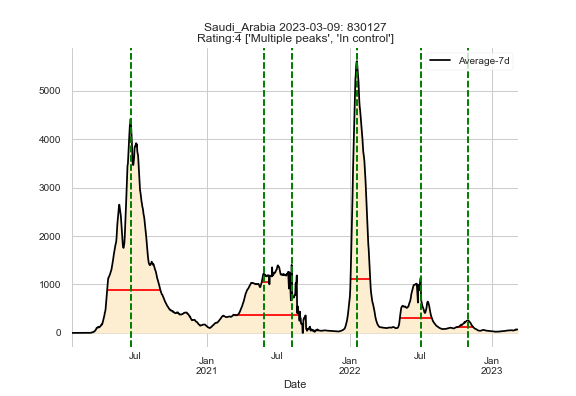 Saudi_Arabia 2023-03-09: 830127
Rating:4 ['Multiple peaks', 'In control']
Average-7d
5000
4000
3000
2000
1000
0
Jul
Jan
2021
Jul
Jan
2022
Jul
Jan
2023
Date